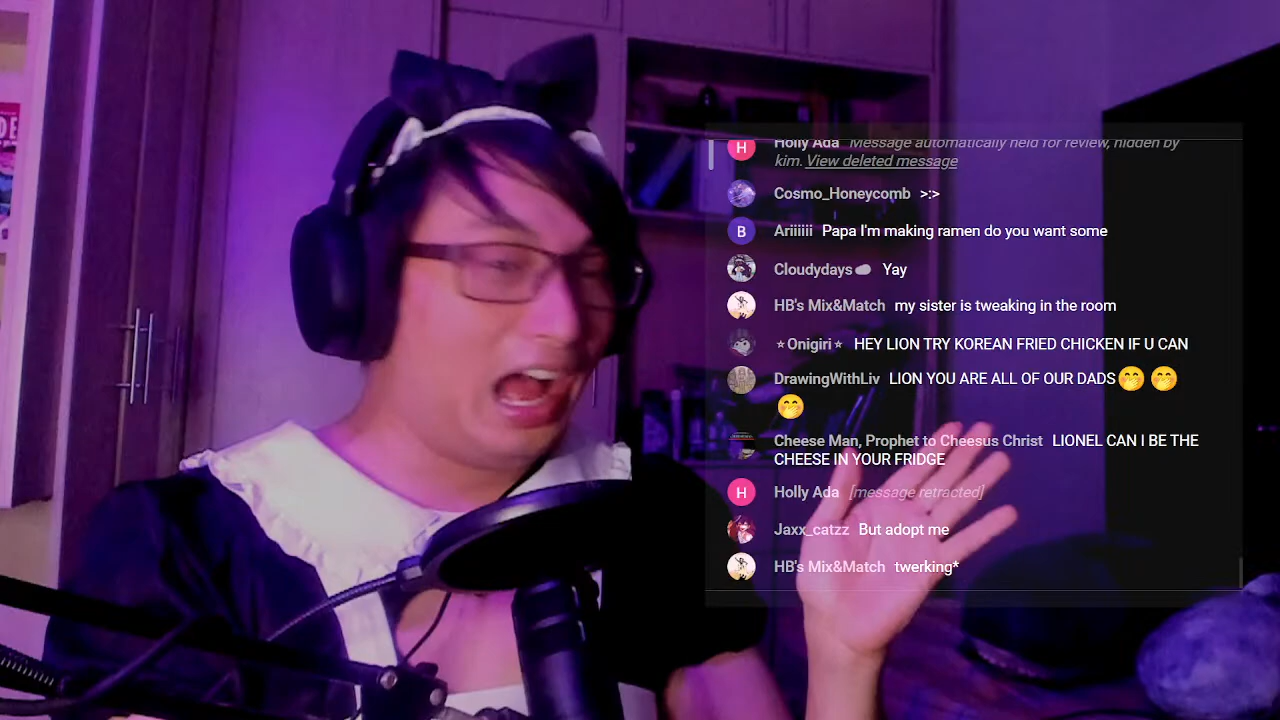 DE
Holly Ada Message automatically held for review, hidden by
kim. View deleted message
Cosmo_Honeycomb >:>
B Ariiiiii Papa I'm making ramen do you want some
Cloudydays☁ Yay
HB's Mix&Match my sister is tweaking in the room
⭐Onigiri⭐ HEY LION TRY KOREAN FRIED CHICKEN IF U CAN
DrawingWithLiv LION YOU ARE ALL OF OUR DADS🤭 🤭
🤭
Cheese Man, Prophet to Cheesus Christ LIONEL CAN I BE THE
CHEESE IN YOUR FRIDGE
H Holly Ada [message retracted]
Jaxx_catzz But adopt me
HB's Mix&Match twerking*